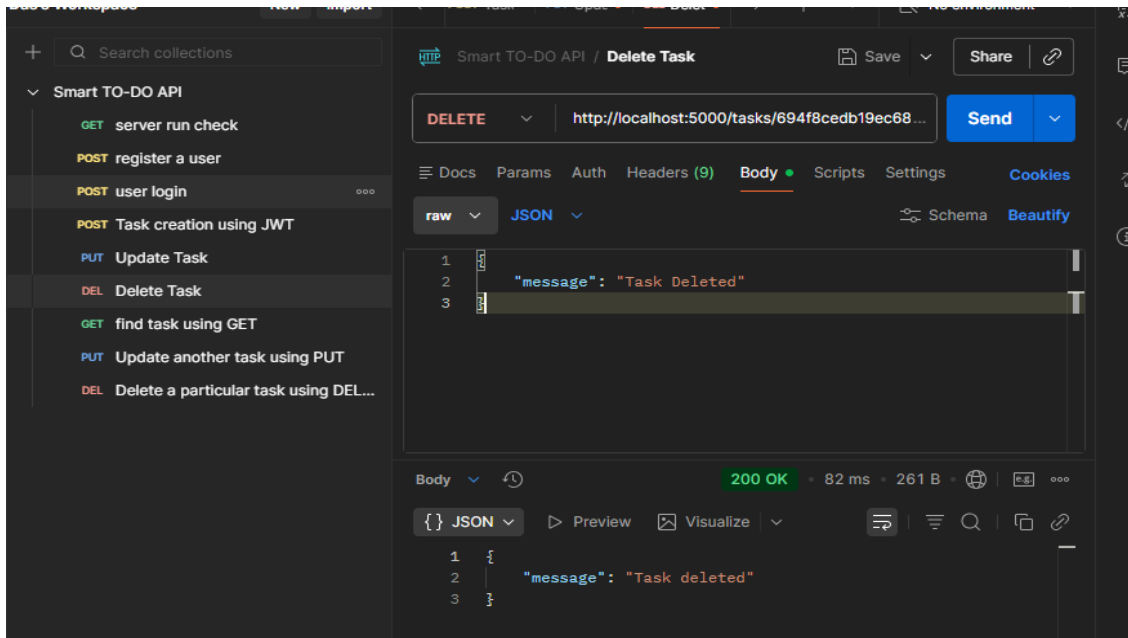 New Import
Search collections
Smart TO-DO API
GET server run check
POST register a user
POST user login
POST Task creation using JWT
PUT Update Task
DEL Delete Task
GET find task using GET
PUT Update another task using PUT
DEL Delete a particular task using DEL...
HTTP Smart TO-DO API / Delete Task
Save
Share
DELETE http://localhost:5000/tasks/694f8cedb19ec68...
Send
Docs Params Auth Headers (9) Body Scripts Settings Cookies
raw JSON Schema Beautify
1 {
2 "message": "Task Deleted"
3 }
Body 200 OK 82 ms 261 B e.g.
{} JSON Preview Visualize
1 {
2 "message": "Task deleted"
3 }